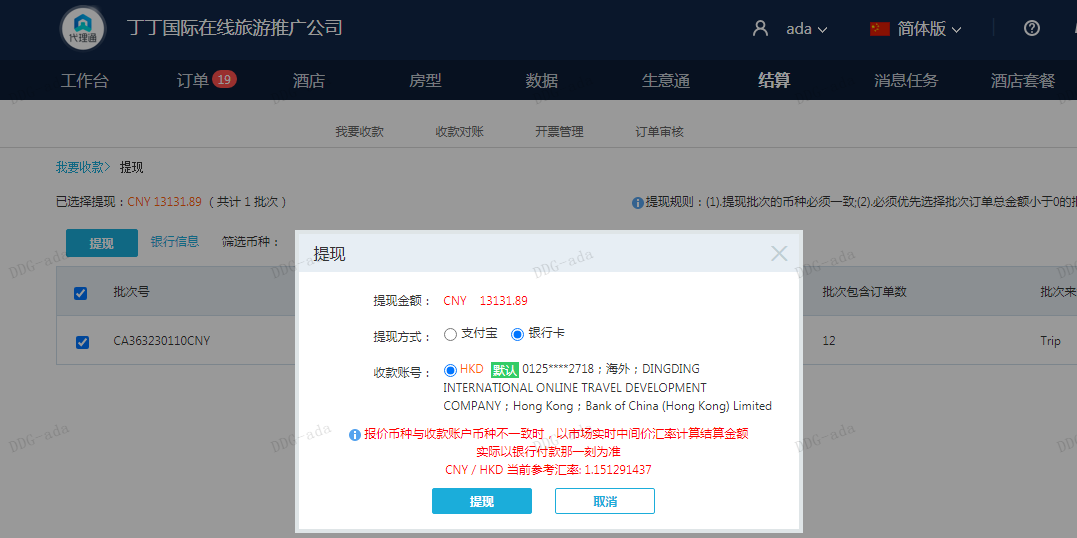 代理通
丁丁国际在线旅游推广公司
ada
简体版
工作台
订单 19
酒店
房型
数据
生意通
结算
消息任务
酒店套餐
我要收款
收款对账
开票管理
订单审核
我要收款> 提现
已选择提现：CNY 13131.89 （共计 1 批次）
提现规则：(1).提现批次的币种必须一致;(2).必须优先选择批次订单总金额小于0的批
提现 银行信息 筛选币种：
批次号
批次包含订单数
批次来
CA363230110CNY
12
Trip
提现
提现金额： CNY 13131.89
提现方式： 支付宝 银行卡
收款账号： HKD 默认 0125****2718；海外；DINGDING
INTERNATIONAL ONLINE TRAVEL DEVELOPMENT
COMPANY；Hong Kong；Bank of China (Hong Kong) Limited
报价币种与收款账户币种不一致时，以市场实时中间价汇率计算结算金额
实际以银行付款那一刻为准
CNY / HKD 当前参考汇率: 1.151291437
提现
取消
DDG-ada
DDG-ada
DDG-ada
DDG-ada
DDG-ada
DDG-ada